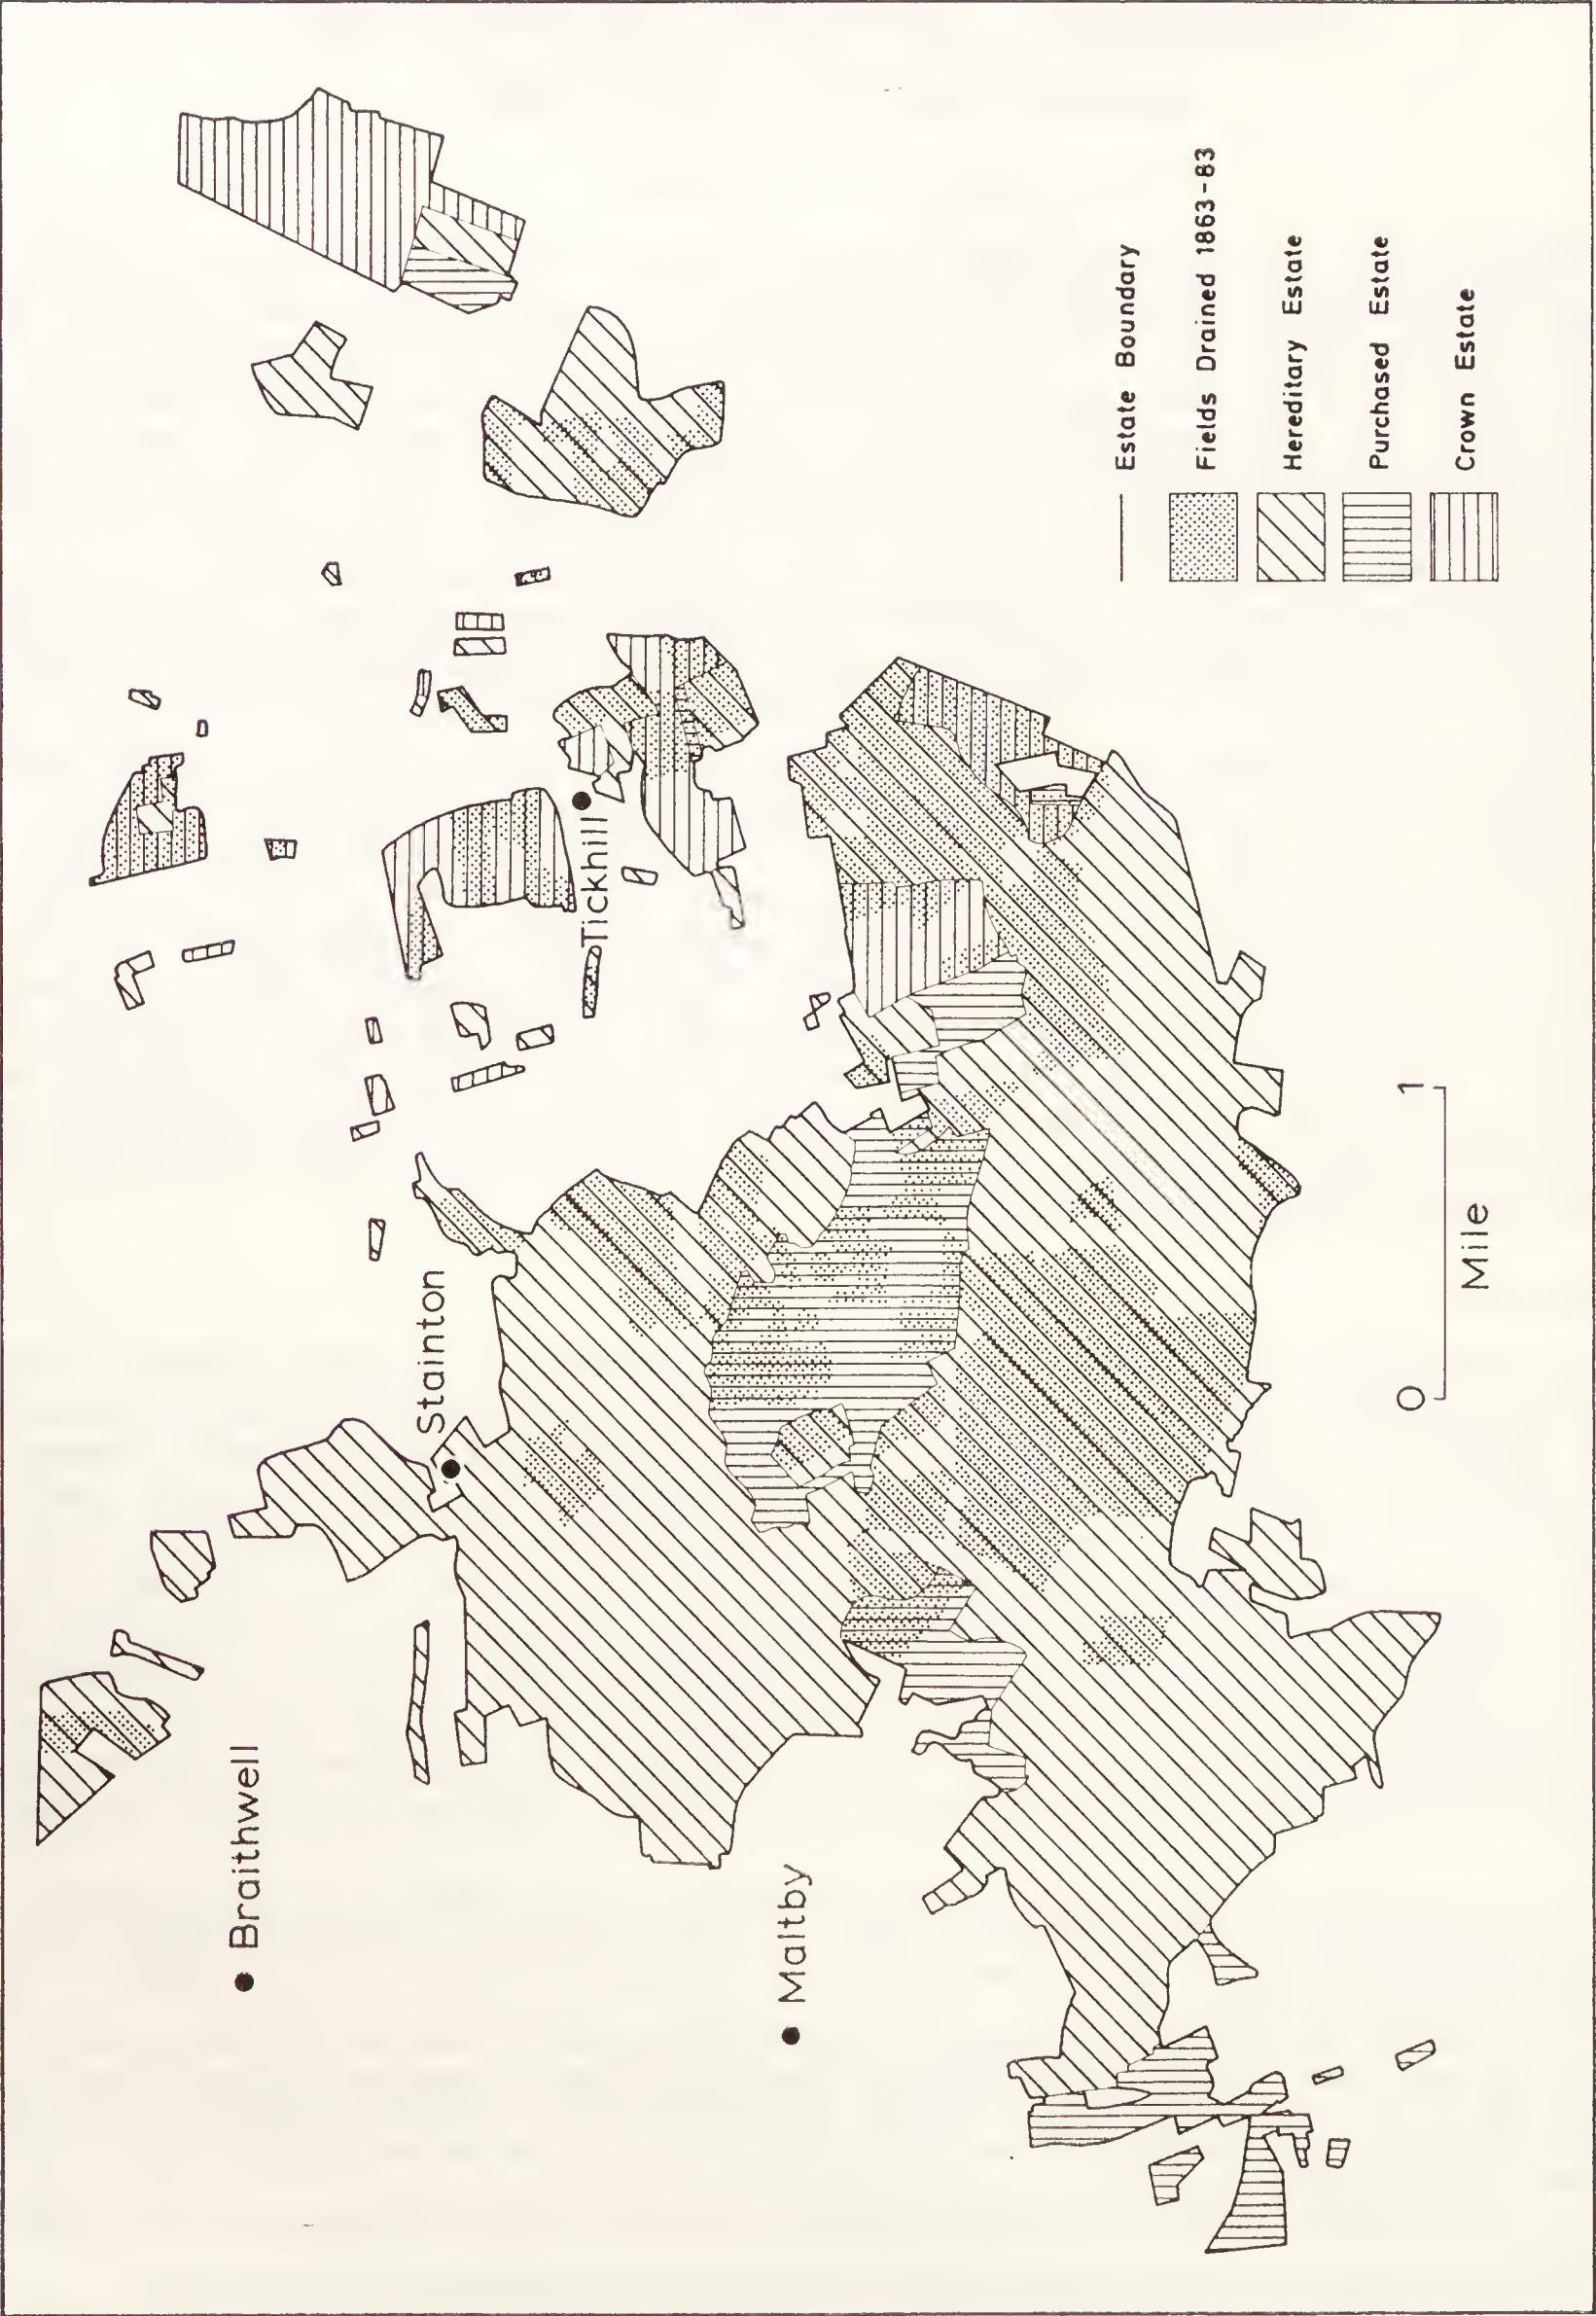 Braithwell
Stainton
Tickhill
Maltby
Estate Boundary
Fields Drained 1863-83
Hereditary Estate
Purchased Estate
Crown Estate
0 1
Mile